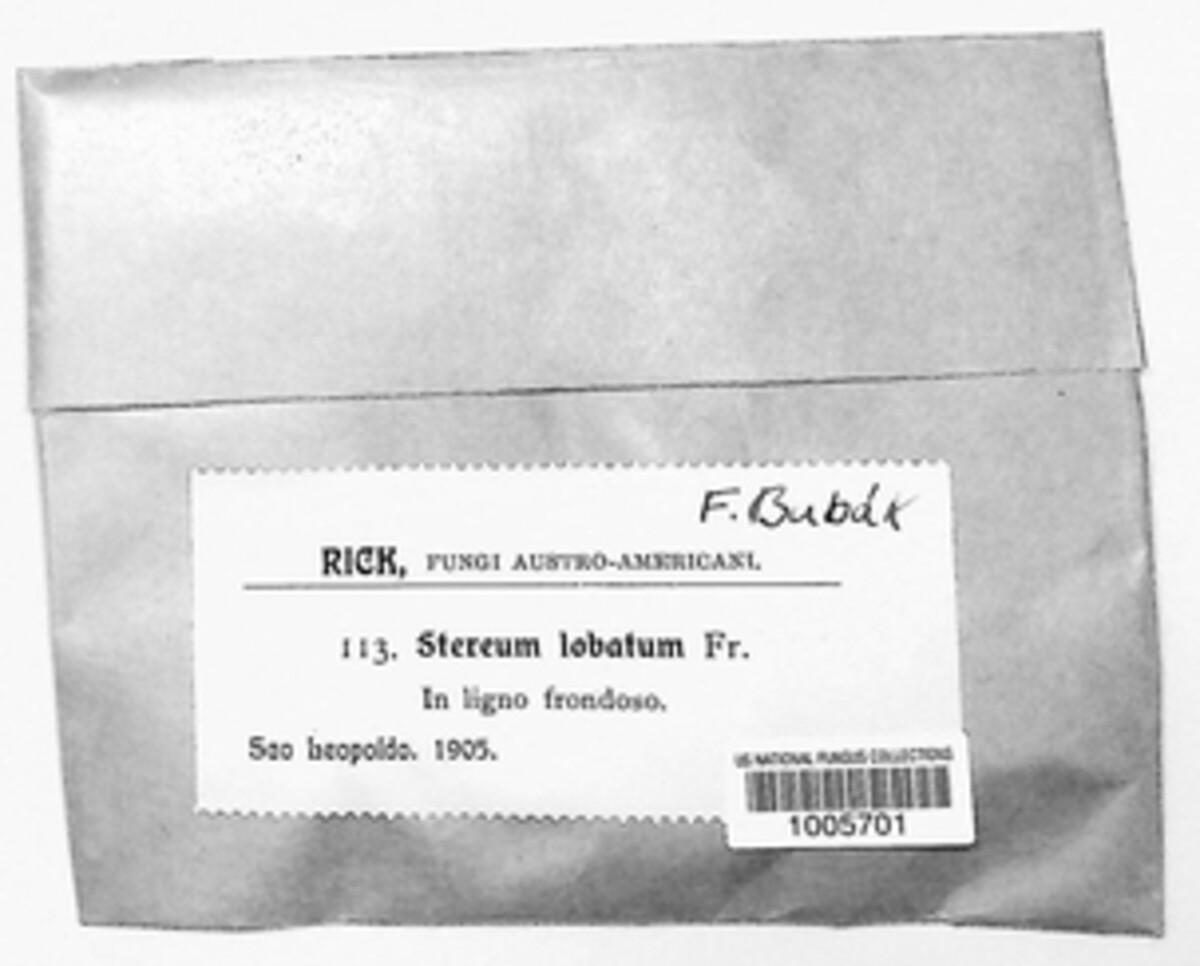 F. Bubák
RICK, FUNGI AUSTRO-AMERICANI.
113. Stereum lobatum Fr.
In ligno frondoso.
Sao Leopoldo. 1905.
US NATIONAL FUNGUS COLLECTIONS
1005701